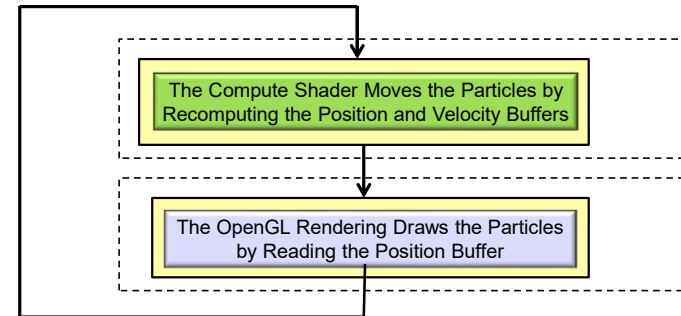 The Compute Shader Moves the Particles by
Recomputing the Position and Velocity Buffers
The OpenGL Rendering Draws the Particles
by Reading the Position Buffer